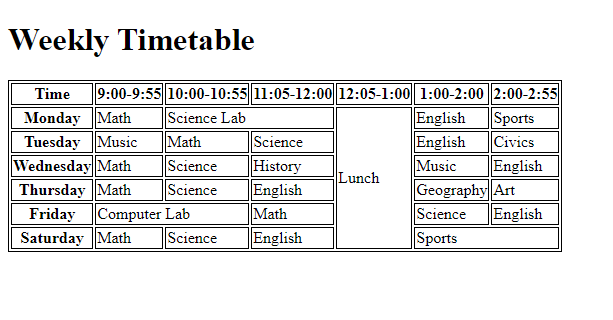 Weekly Timetable
Time 9:00-9:55 10:00-10:55 11:05-12:00 12:05-1:00 1:00-2:00 2:00-2:55
Monday Math Science Lab English Sports
Tuesday Music Math Science English Civics
Wednesday Math Science History Music English
Lunch
Thursday Math Science English Geography Art
Friday Computer Lab Math Science English
Saturday Math Science English Sports